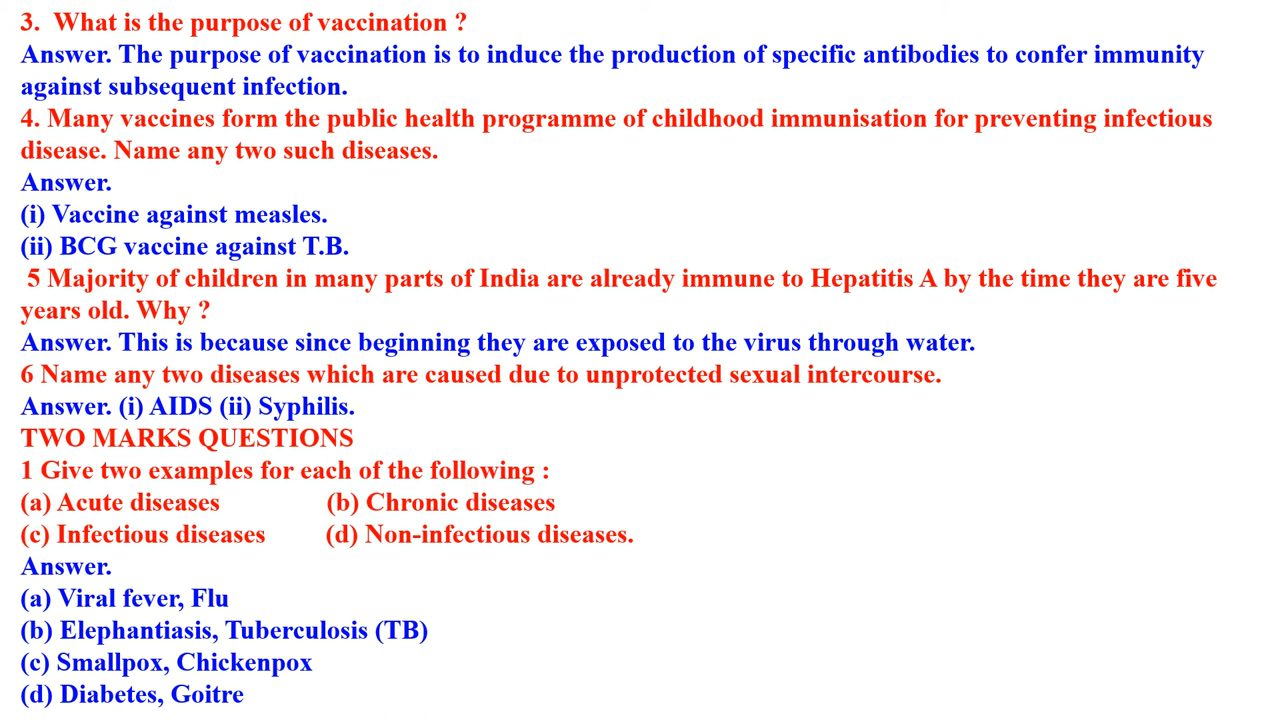 3.  What is the purpose of vaccination ?
Answer. The purpose of vaccination is to induce the production of specific antibodies to confer immunity
against subsequent infection.
4. Many vaccines form the public health programme of childhood immunisation for preventing infectious
disease. Name any two such diseases.
Answer.
(i) Vaccine against measles.
(ii) BCG vaccine against T.B.
5 Majority of children in many parts of India are already immune to Hepatitis A by the time they are five
years old. Why ?
Answer. This is because since beginning they are exposed to the virus through water.
6 Name any two diseases which are caused due to unprotected sexual intercourse.
Answer. (i) AIDS (ii) Syphilis.
TWO MARKS QUESTIONS
1 Give two examples for each of the following :
(a) Acute diseases (b) Chronic diseases
(c) Infectious diseases (d) Non-infectious diseases.
Answer.
(a) Viral fever, Flu
(b) Elephantiasis, Tuberculosis (TB)
(c) Smallpox, Chickenpox
(d) Diabetes, Goitre